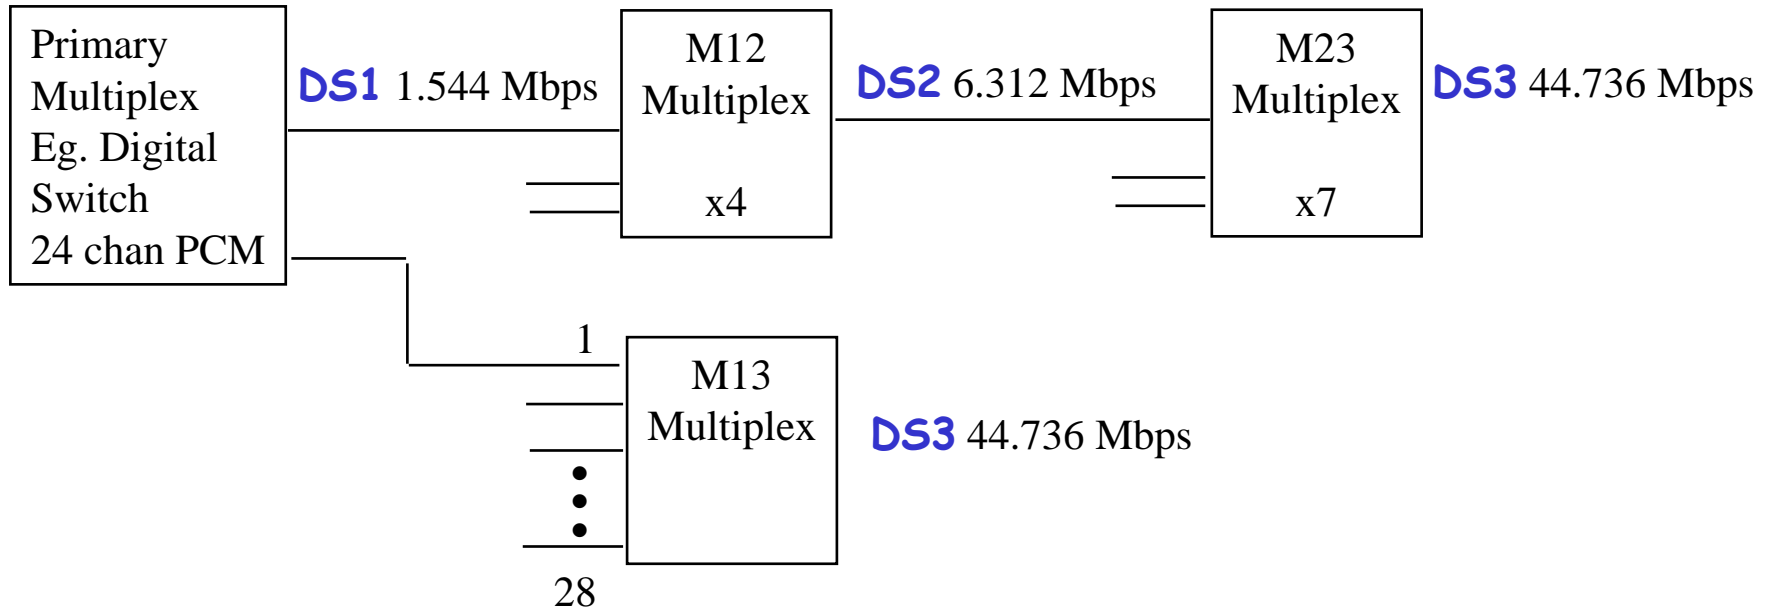 Primary
Multiplex
Eg. Digital
Switch
24 chan PCM
DS1 1.544 Mbps
M12
Multiplex
x4
DS2 6.312 Mbps
M23
Multiplex
x7
DS3 44.736 Mbps
1
28
M13
Multiplex
DS3 44.736 Mbps